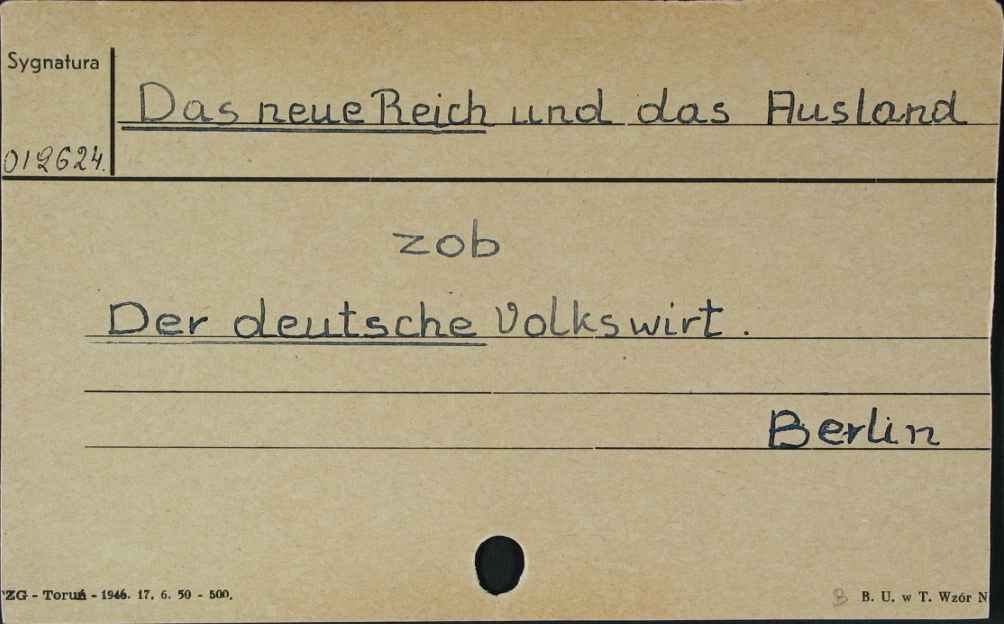 Sygnatura
Das neue Reich und das Ausland
012624.
zob
Der deutsche Volkswirt.
Berlin
ZG - Toruń - 1946. 17. 6. 50 - 500.
B B. U. w T. Wzór N